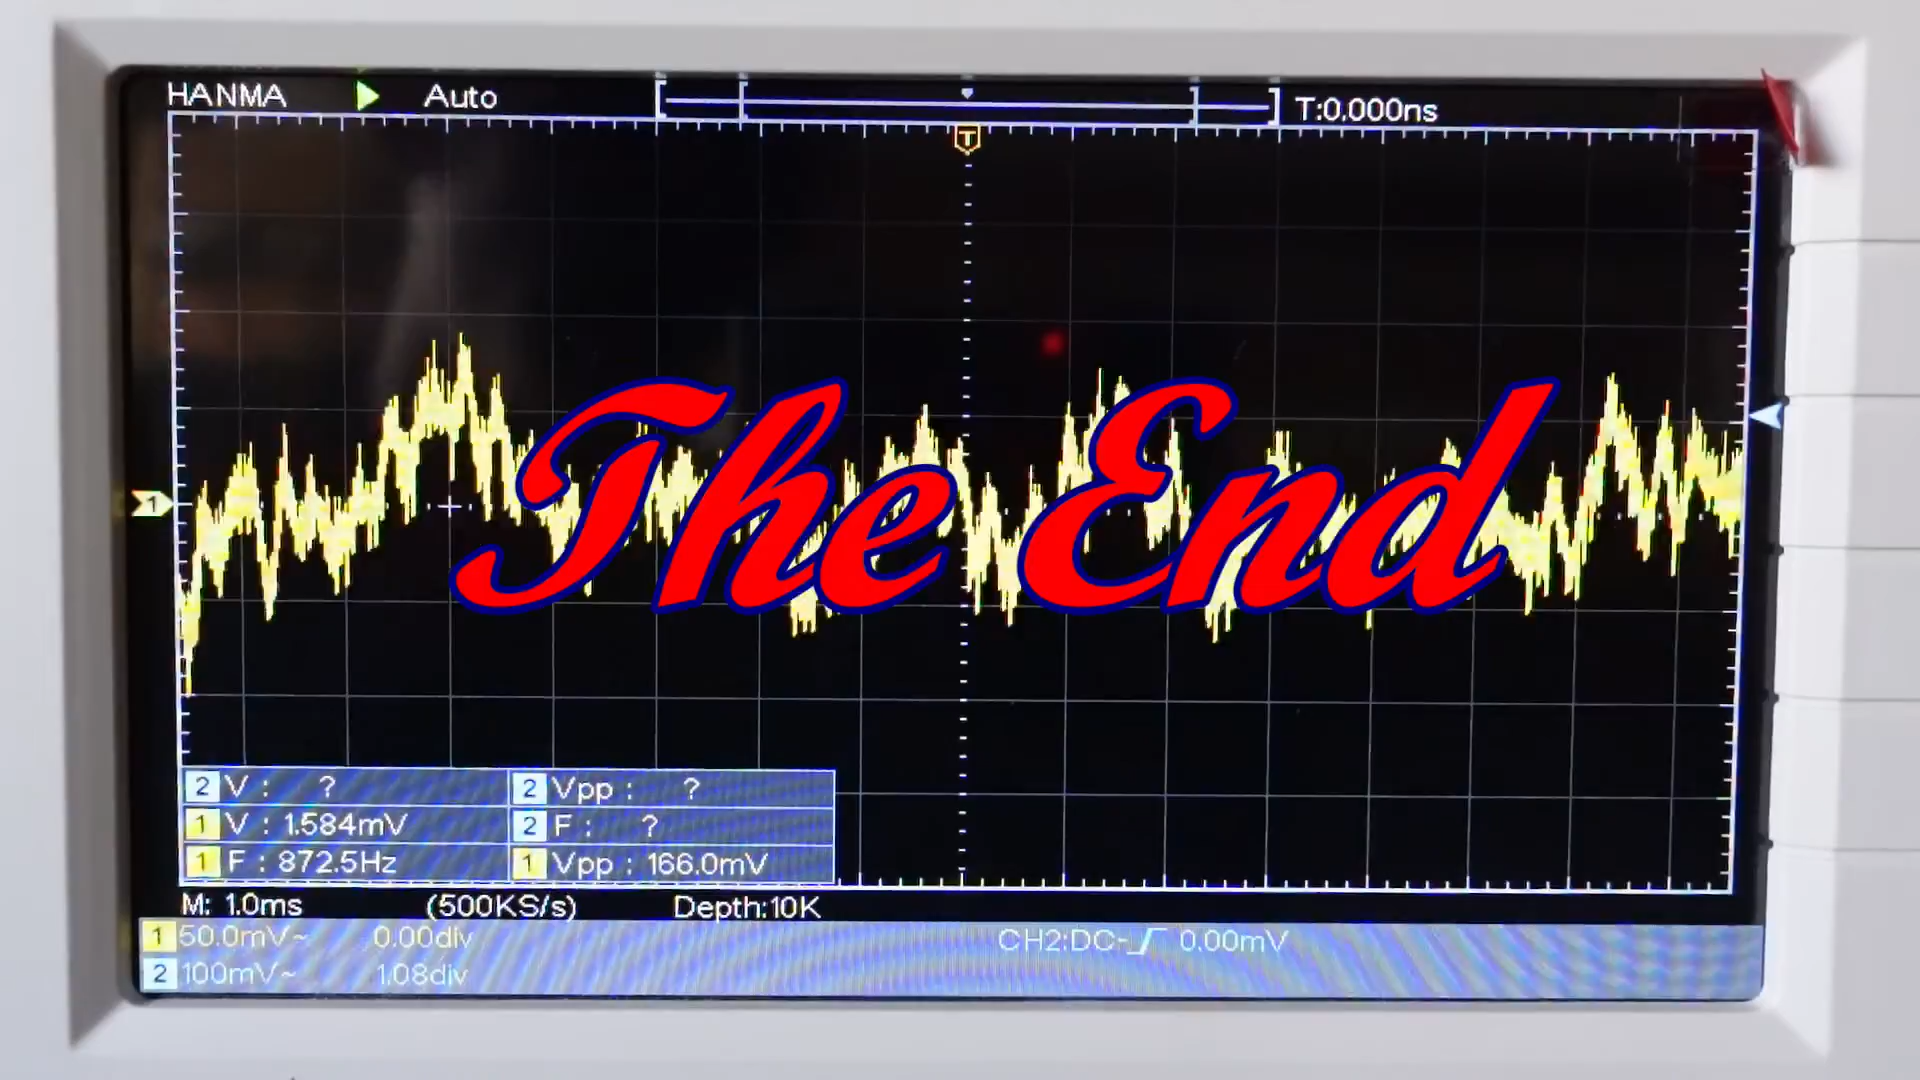 HANMA Auto T:0.000ns
T
The End
1
2 V : ? 2 Vpp : ?
1 V : 1.584mV 2 F : ?
1 F : 872.5Hz 1 Vpp : 166.0mV
M: 1.0ms (500KS/s) Depth:10K
1 50.0mV~ 0.00div CH2:DC- 0.00mV
2 100mV~ 1.08div